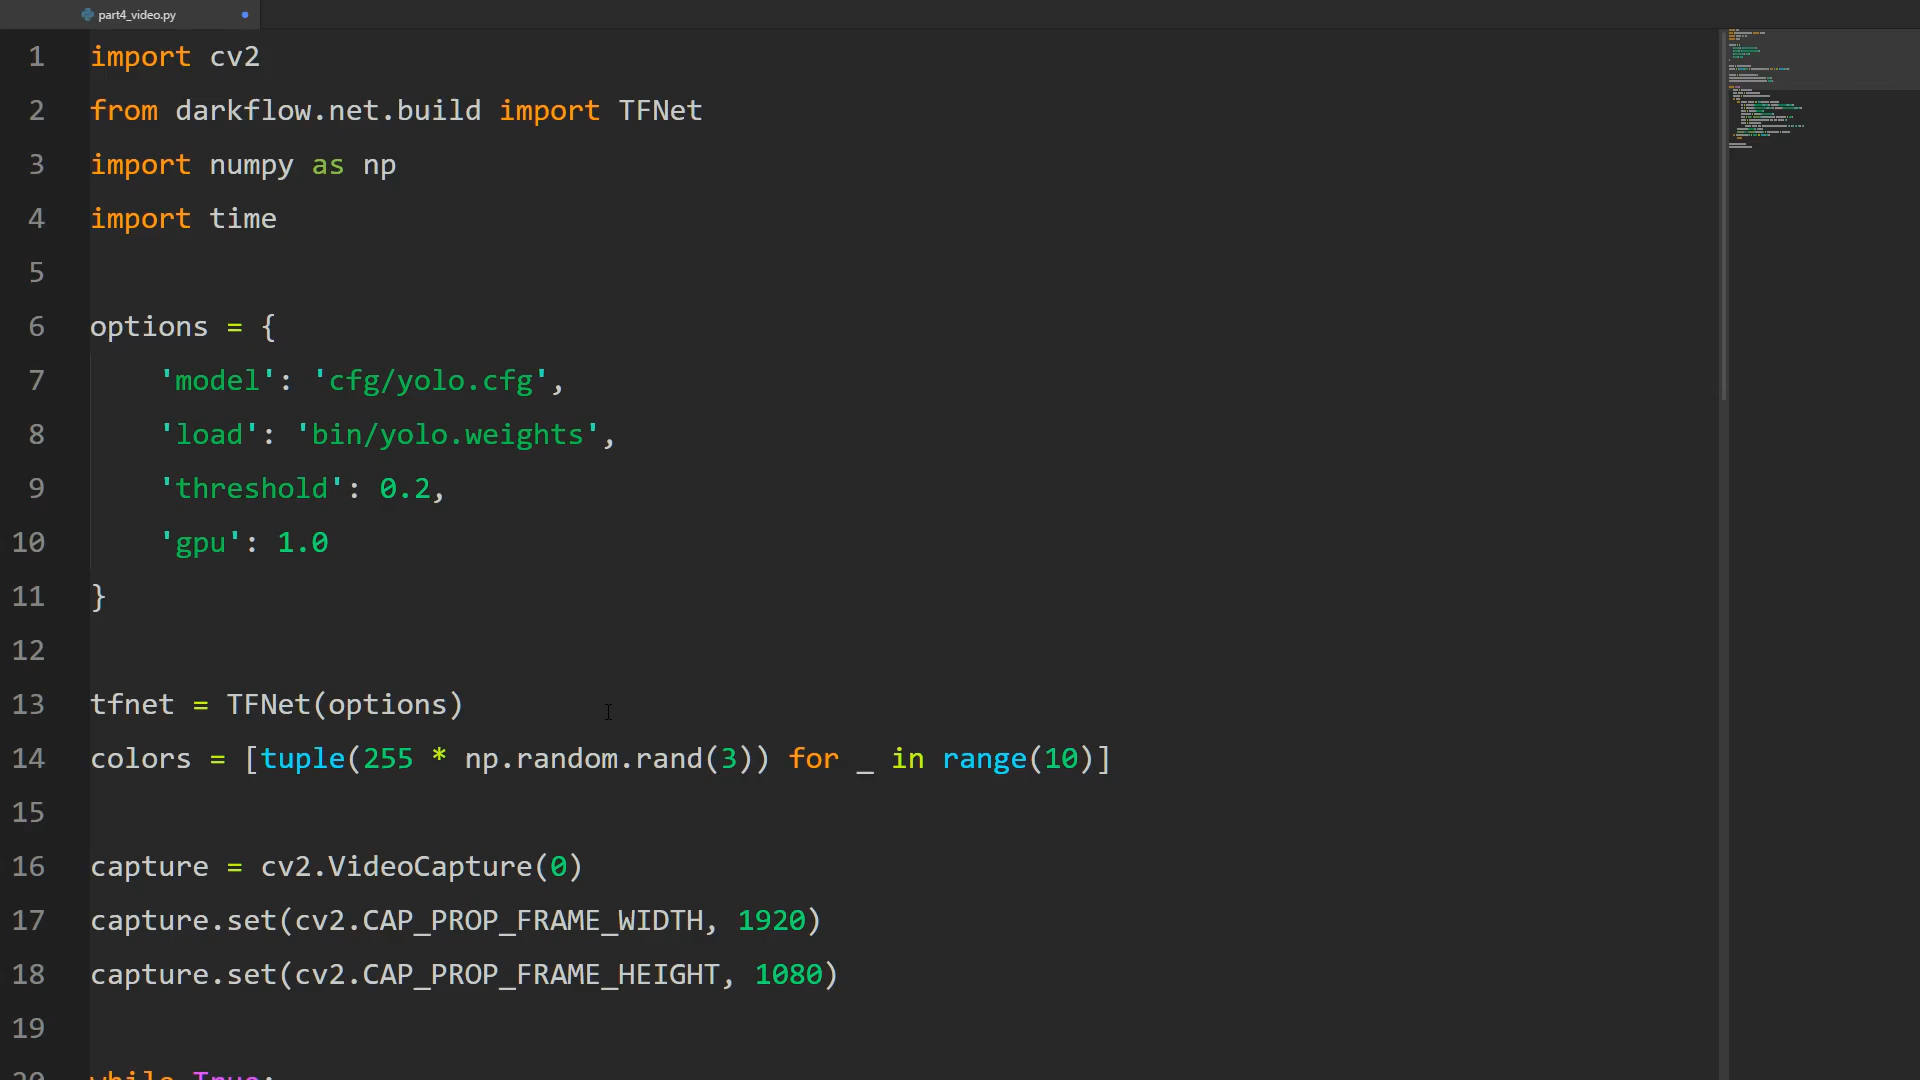 part4_video.py
1 import cv2
2 from darkflow.net.build import TFNet
3 import numpy as np
4 import time
5
6 options = {
7 'model': 'cfg/yolo.cfg',
8 'load': 'bin/yolo.weights',
9 'threshold': 0.2,
10 'gpu': 1.0
11 }
12
13 tfnet = TFNet(options)
14 colors = [tuple(255 * np.random.rand(3)) for _ in range(10)]
15
16 capture = cv2.VideoCapture(0)
17 capture.set(cv2.CAP_PROP_FRAME_WIDTH, 1920)
18 capture.set(cv2.CAP_PROP_FRAME_HEIGHT, 1080)
19
20 while True: